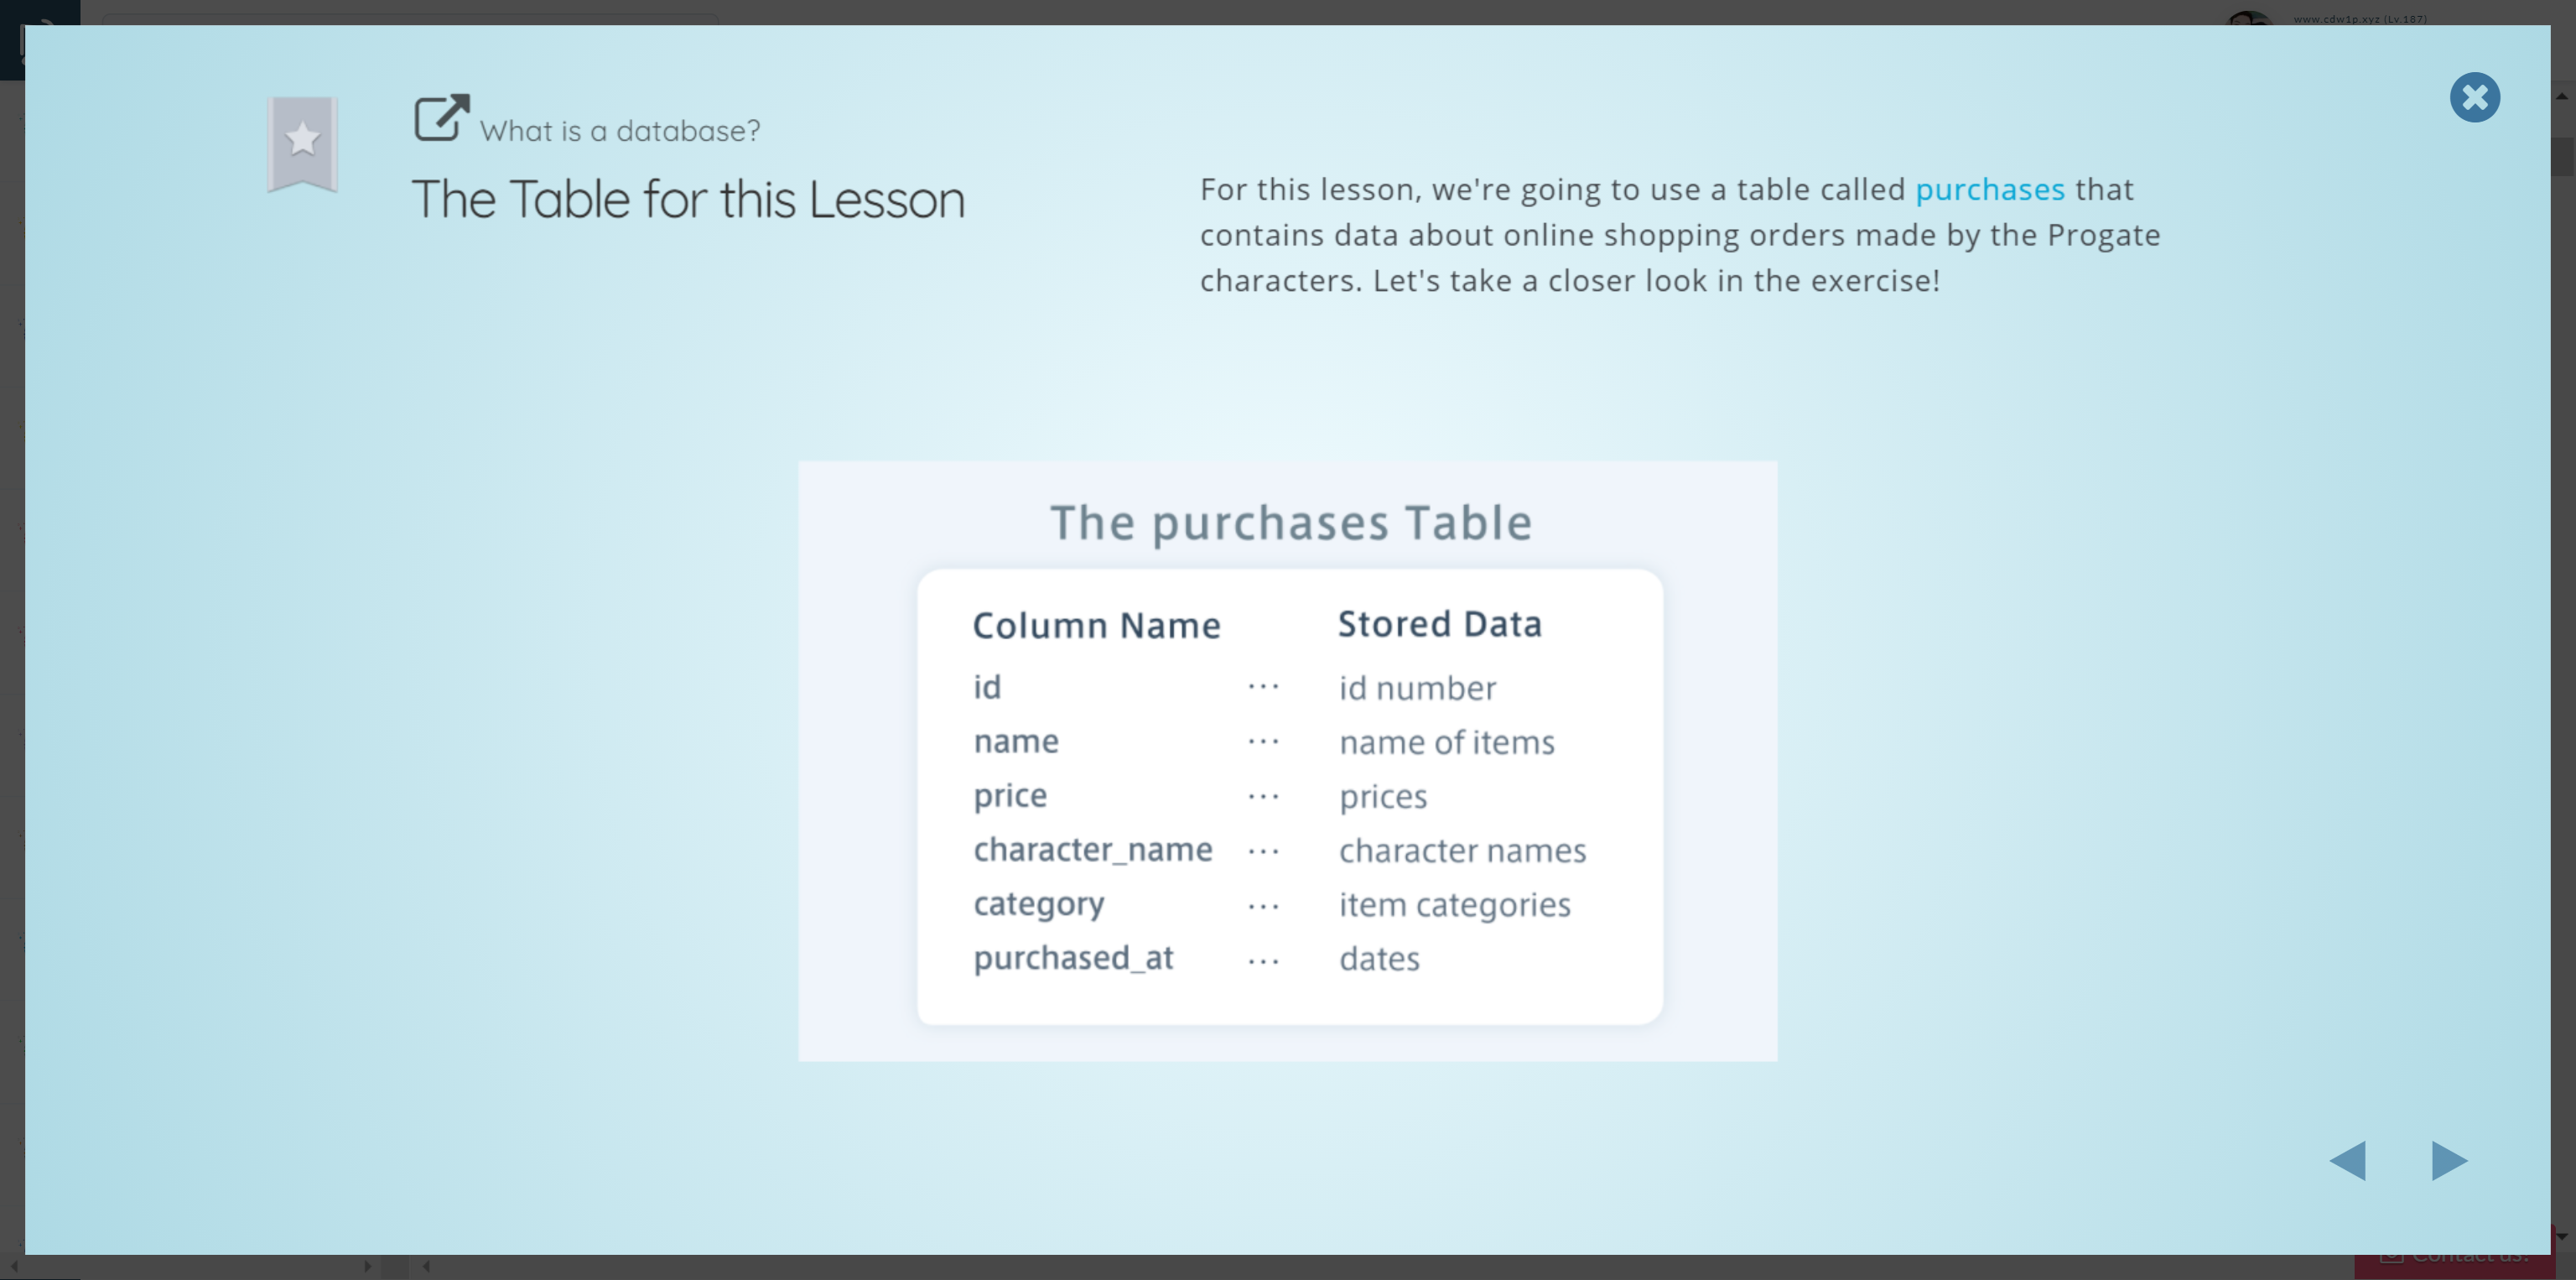 www.cdw1p.xyz (Lv.187)
What is a database?
The Table for this Lesson
For this lesson, we're going to use a table called purchases that
contains data about online shopping orders made by the Progate
characters. Let's take a closer look in the exercise!
The purchases Table
Column Name Stored Data
id ... id number
name ... name of items
price ... prices
character_name ... character names
category ... item categories
purchased_at ... dates
Contact us!